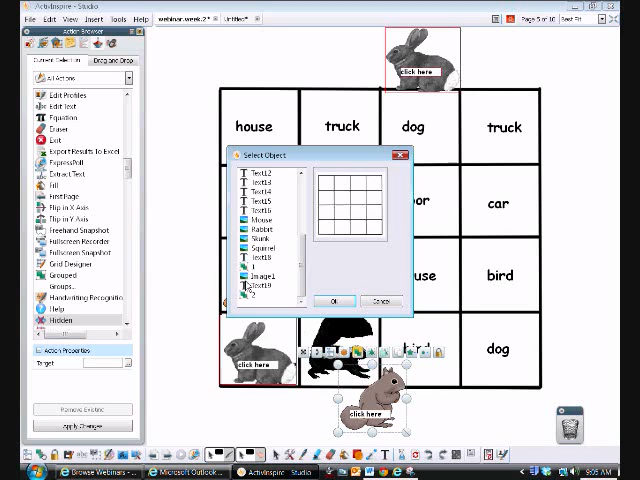 ActivInspire - Studio
File Edit View Insert Tools Help
webinar.week.2* Untitled* Page 5 of 10 Best Fit
Action Browser
Current Selection Drag and Drop
All Actions
Edit Profiles
Edit Text
Equation
Eraser
Exit
Export Results To Excel
ExpressPoll
Extract Text
Fill
First Page
Flip in X Axis
Flip in Y Axis
Freehand Snapshot
Fullscreen Recorder
Fullscreen Snapshot
Grid Designer
Grouped
Groups...
Handwriting Recognition
Help
Hidden
Action Properties
Target
Remove Existing
Apply Changes
click here
house truck dog truck
car
bird
dog
click here
click here
Select Object
Text12
Text13
Text14
Text15
Text16
Mouse
Rabbit
Skunk
Squirrel
Text18
1
Image1
Text19
2
Ok Cancel
Browse Webinars - ... Microsoft Outlook... ActivInspire - Studio 9:05 AM